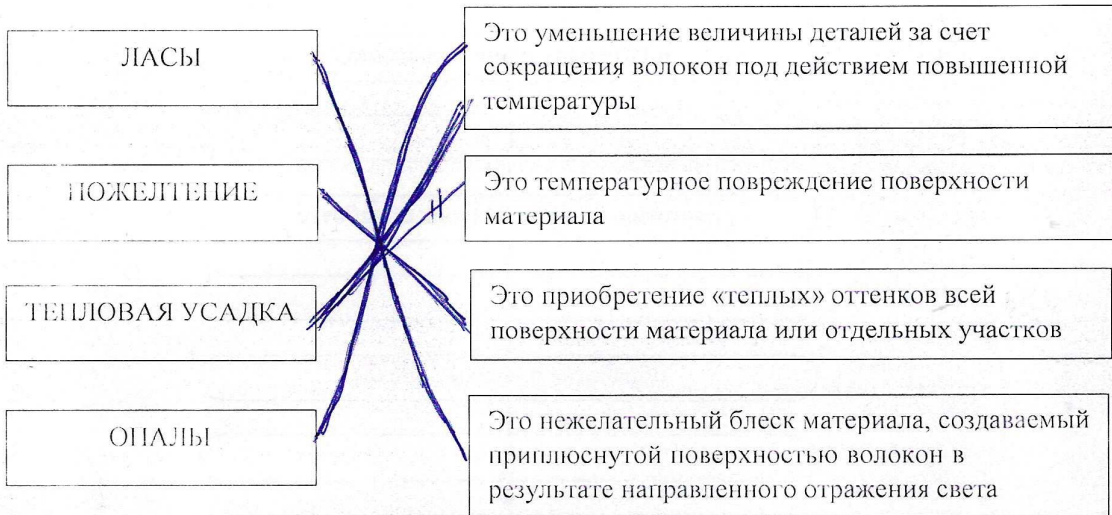 ЛАСЫ
Это уменьшение величины деталей за счет
сокращения волокон под действием повышенной
температуры
ПОЖЕЛТЕНИЕ
Это температурное повреждение поверхности
материала
ТЕПЛОВАЯ УСАДКА
Это приобретение «теплых» оттенков всей
поверхности материала или отдельных участков
ОПАЛЫ
Это нежелательный блеск материала, создаваемый
приплюснутой поверхностью волокон в
результате направленного отражения света